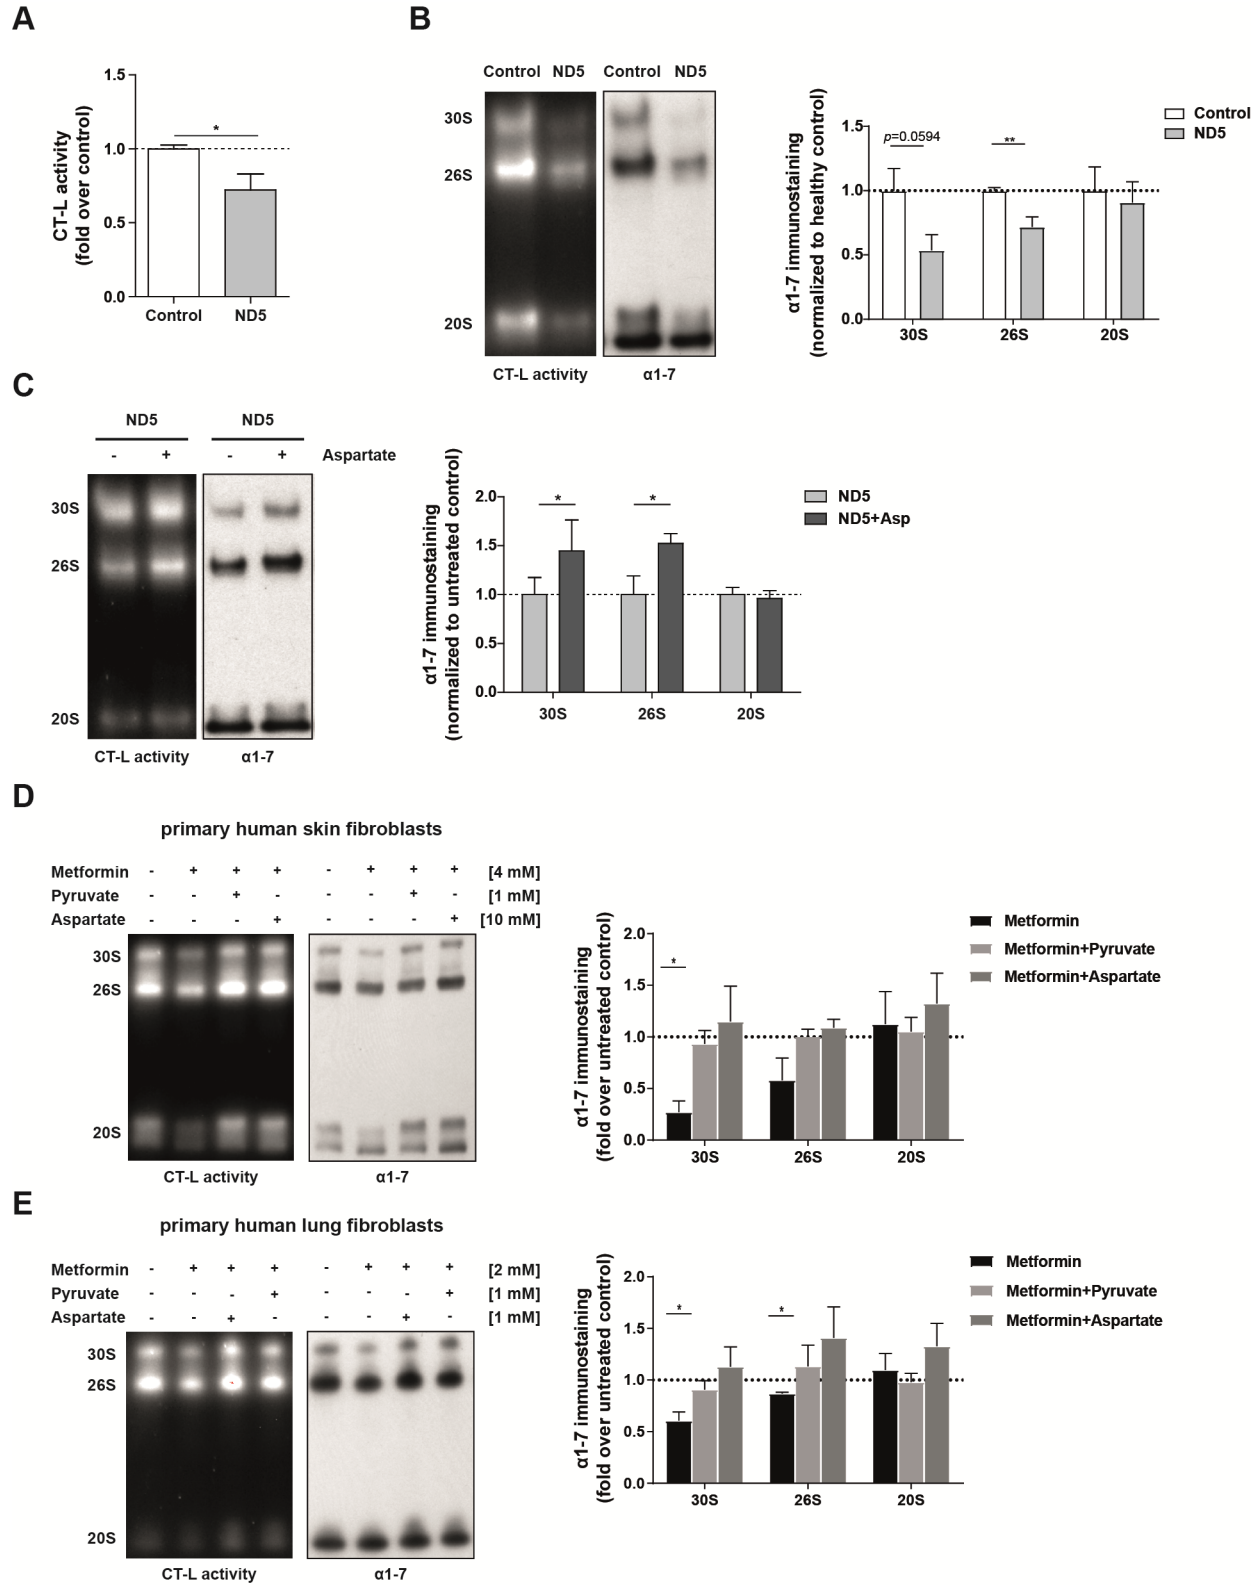 A
CT-L activity
(fold over control)
1.5
1.0
0.5
0.0
*
Control ND5
B
Control ND5 Control ND5
30S
26S
20S
CT-L activity α1-7
α1-7 immunostaining
(normalized to healthy control)
1.5
1.0
0.5
0.0
p=0.0594
**
30S 26S 20S
Control
ND5
C
ND5 ND5
- + - + Aspartate
30S
26S
20S
CT-L activity α1-7
α1-7 immunostaining
(normalized to untreated control)
2.0
1.5
1.0
0.5
0.0
* *
30S 26S 20S
ND5
ND5+Asp
D
primary human skin fibroblasts
Metformin - + + + - + + + [4 mM]
Pyruvate - - + - - - + - [1 mM]
Aspartate - - - + - - - + [10 mM]
30S
26S
20S
CT-L activity α1-7
α1-7 immunostaining
(fold over untreated control)
2.0
1.5
1.0
0.5
0.0
*
30S 26S 20S
Metformin
Metformin+Pyruvate
Metformin+Aspartate
E
primary human lung fibroblasts
Metformin - + + + - + + + [2 mM]
Pyruvate - - - + - - - + [1 mM]
Aspartate - - + - - - + - [1 mM]
30S
26S
20S
CT-L activity α1-7
α1-7 immunostaining
(fold over untreated control)
2.0
1.5
1.0
0.5
0.0
* *
30S 26S 20S
Metformin
Metformin+Pyruvate
Metformin+Aspartate